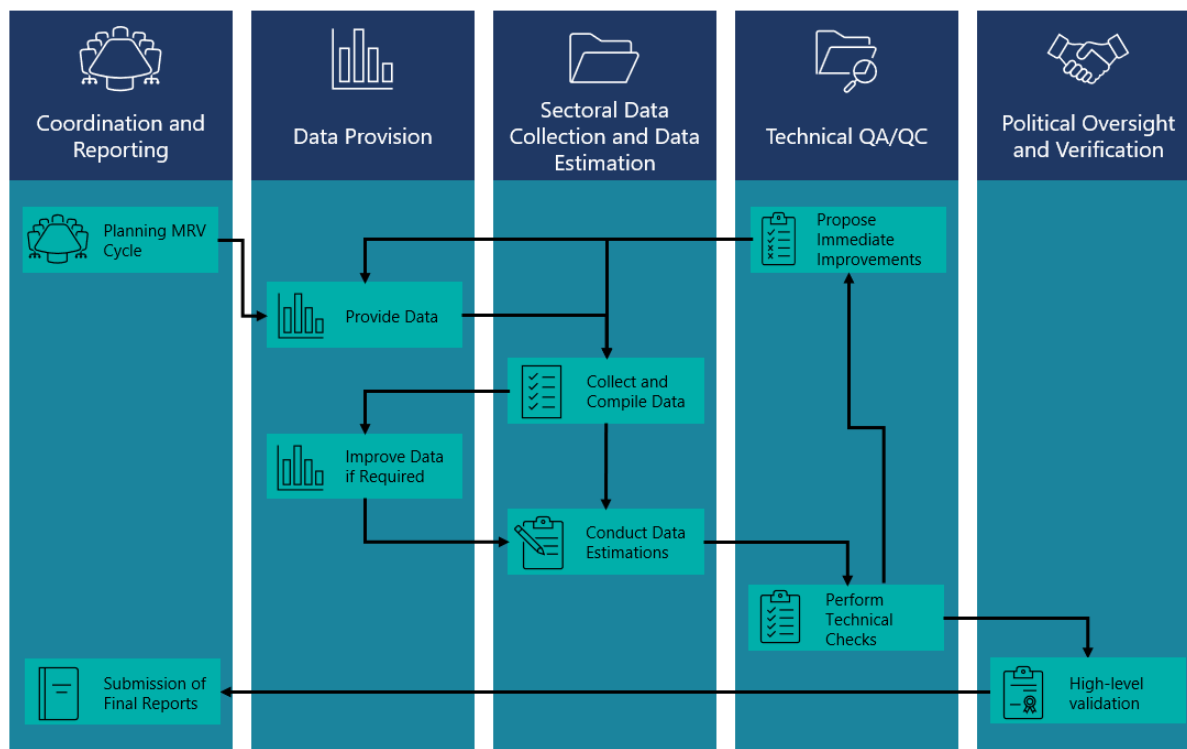 Coordination and
Reporting
Data Provision
Sectoral Data
Collection and Data
Estimation
Technical QA/QC
Political Oversight
and Verification
Planning MRV
Cycle
Propose
Immediate
Improvements
Provide Data
Collect and
Compile Data
Improve Data
if Required
Conduct Data
Estimations
Perform
Technical
Checks
Submission of
Final Reports
High-level
validation